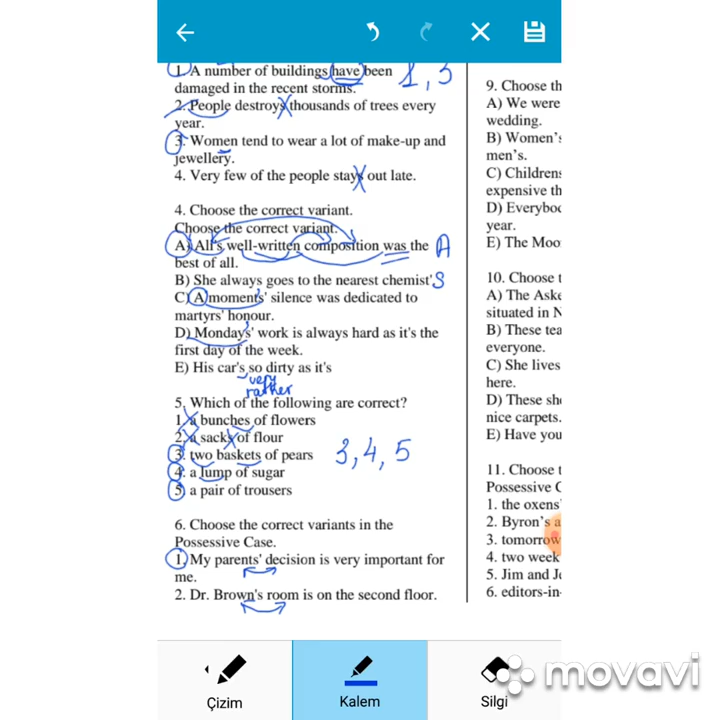 1. A number of buildings have been
damaged in the recent storms.
1, 3
2. People destroys thousands of trees every
year.
3. Women tend to wear a lot of make-up and
jewellery.
4. Very few of the people stays out late.
4. Choose the correct variant.
Choose the correct variant.
A) All's well-written composition was the
best of all.
A
B) She always goes to the nearest chemist's
C) A moments' silence was dedicated to
martyrs' honour.
D) Mondays' work is always hard as it's the
first day of the week.
E) His car's so dirty as it's
very
rather
5. Which of the following are correct?
1. a bunches of flowers
2. a sacks of flour
3. two baskets of pears
4. a lump of sugar
5. a pair of trousers
3, 4, 5
6. Choose the correct variants in the
Possessive Case.
1. My parents' decision is very important for
me.
2. Dr. Brown's room is on the second floor.
9. Choose th
A) We were
wedding.
B) Women's
men's.
C) Childrens
expensive th
D) Everyboo
year.
E) The Moo
10. Choose t
A) The Aske
situated in N
B) These tea
everyone.
C) She lives
here.
D) These sho
nice carpets.
E) Have you
11. Choose t
Possessive C
1. the oxens'
2. Byron's a
3. tomorrow
4. two week
5. Jim and Je
6. editors-in-
Çizim
Kalem
Silgi
movavi